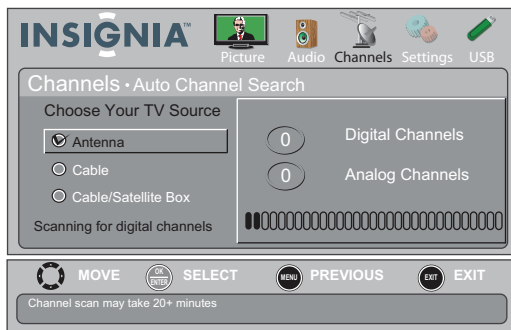 INSIGNIA™
Picture Audio Channels Settings USB
Channels • Auto Channel Search
Choose Your TV Source
Antenna
Cable
Cable/Satellite Box
Scanning for digital channels
0 Digital Channels
0 Analog Channels
MOVE OK ENTER SELECT MENU PREVIOUS EXIT EXIT
Channel scan may take 20+ minutes